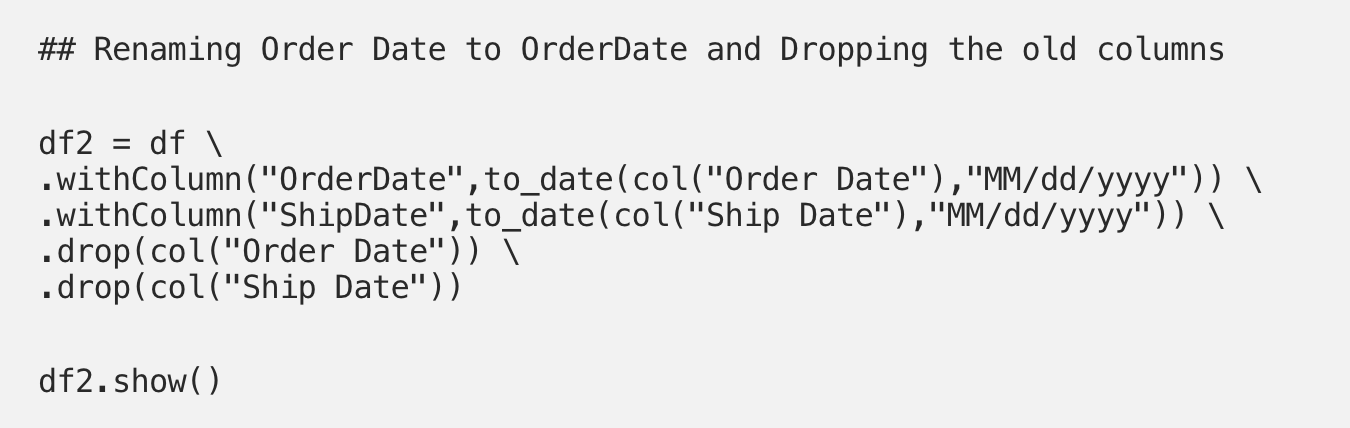 ## Renaming Order Date to OrderDate and Dropping the old columns
df2 = df \
.withColumn("OrderDate",to_date(col("Order Date"),"MM/dd/yyyy")) \
.withColumn("ShipDate",to_date(col("Ship Date"),"MM/dd/yyyy")) \
.drop(col("Order Date")) \
.drop(col("Ship Date"))
df2.show()